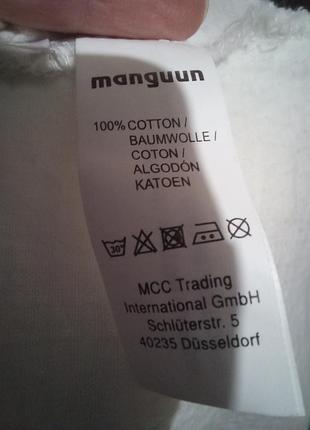 manguun
100% COTTON /
BAUMWOLLE /
COTON /
ALGODÓN
KATOEN
30°
MCC Trading
International GmbH
Schlüterstr. 5
40235 Düsseldorf